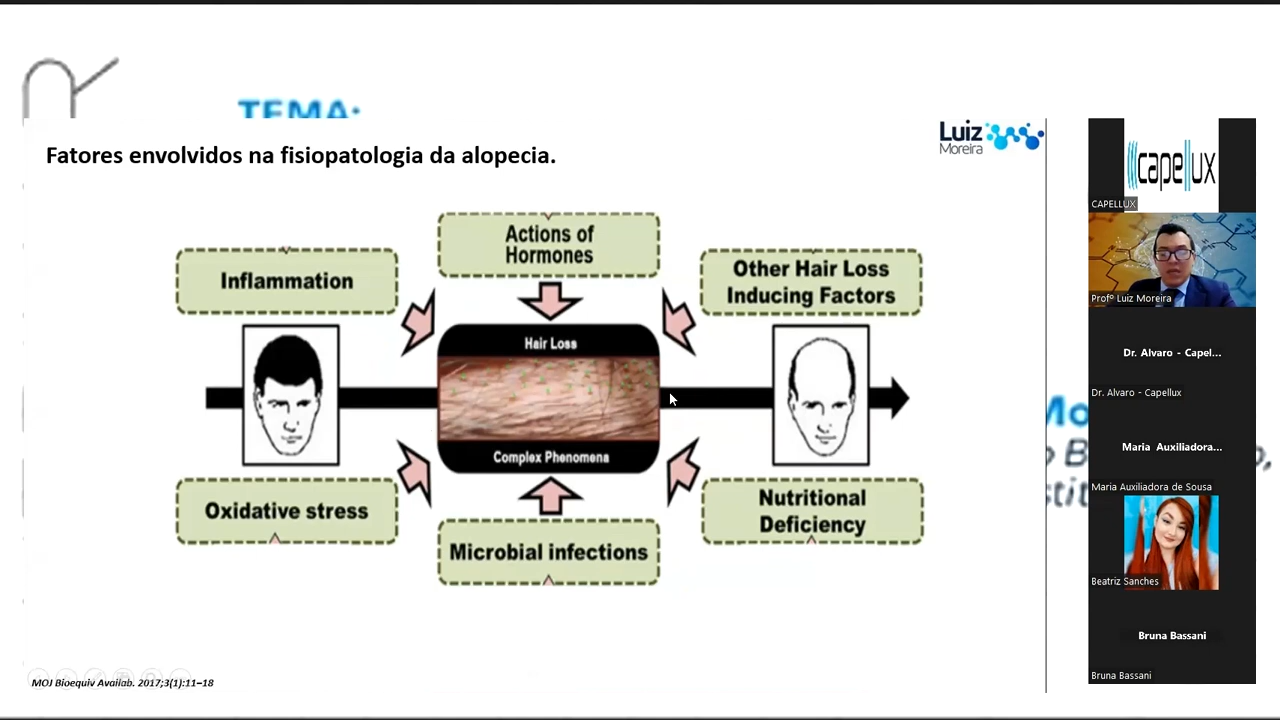 TEMA:
Fatores envolvidos na fisiopatologia da alopecia.
Luiz
Moreira
Actions of
Hormones
Inflammation
Other Hair Loss
Inducing Factors
Hair Loss
Complex Phenomena
Oxidative stress
Nutritional
Deficiency
Microbial infections
MOJ Bioequiv Availab. 2017;3(1):11–18
capellux
CAPELLUX
Profº Luiz Moreira
Dr. Alvaro - Capel...
Dr. Alvaro - Capellux
Maria Auxiliadora...
Maria Auxiliadora de Sousa
Beatriz Sanches
Bruna Bassani
Bruna Bassani